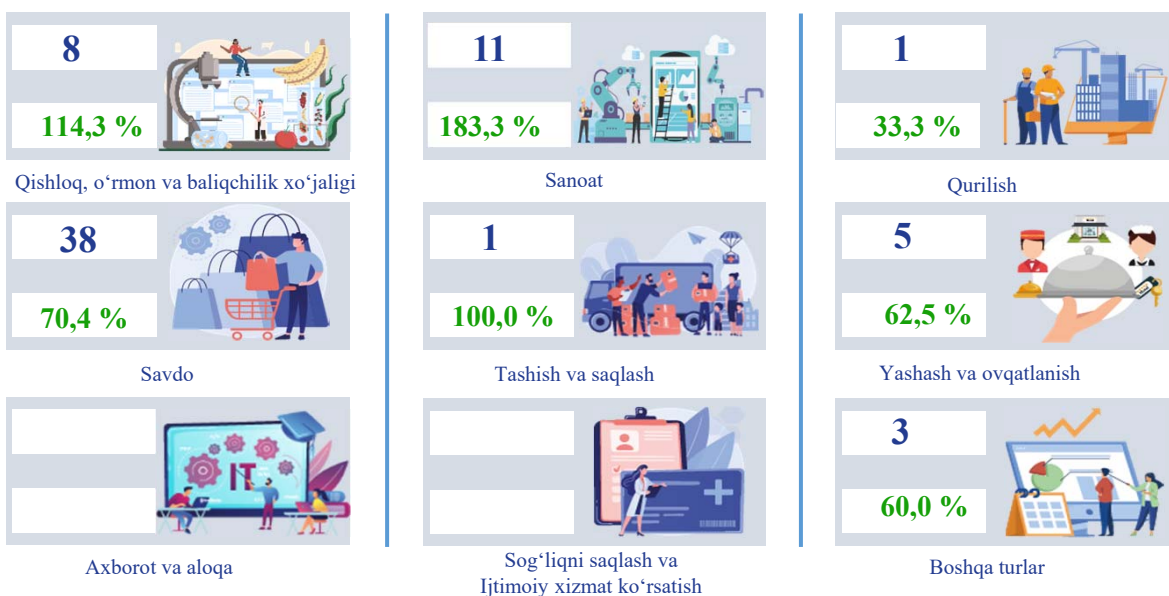 8
114,3 %
Qishloq, o‘rmon va baliqchilik xo‘jaligi
11
183,3 %
Sanoat
1
33,3 %
Qurilish
38
70,4 %
Savdo
1
100,0 %
Tashish va saqlash
5
62,5 %
Yashash va ovqatlanish
IT
Axborot va aloqa
Sog‘liqni saqlash va
Ijtimoiy xizmat ko‘rsatish
3
60,0 %
Boshqa turlar